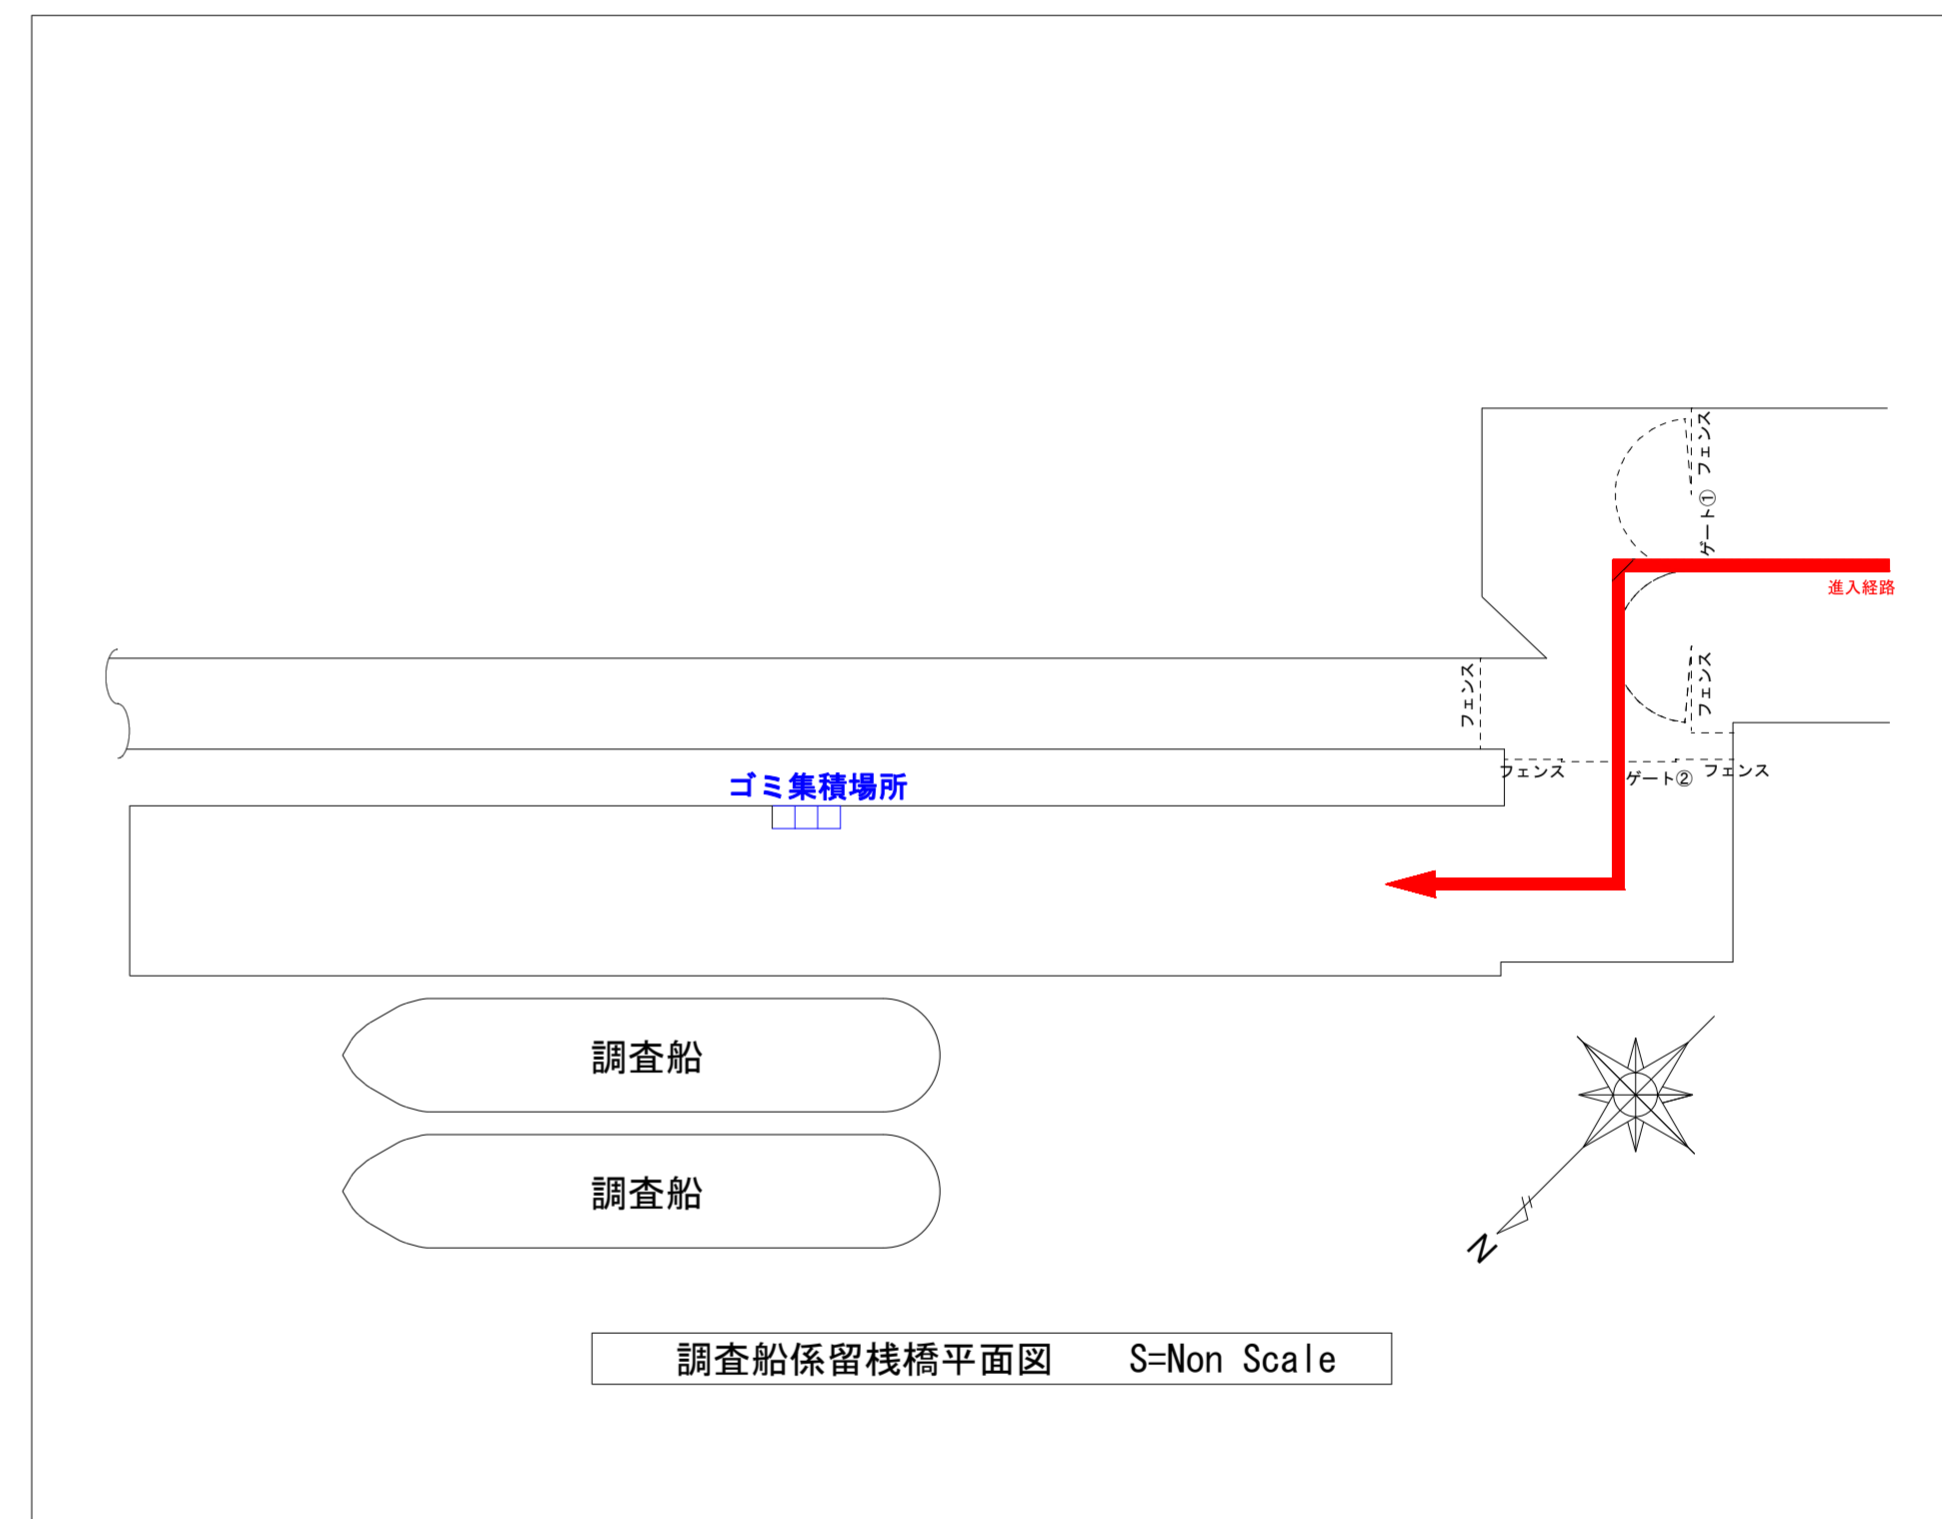 フェンス
ゲート①
進入経路
フェンス
フェンス
フェンス
ゲート②
フェンス
ゴミ集積場所
調査船
調査船
N
調査船係留桟橋平面図 S=Non Scale